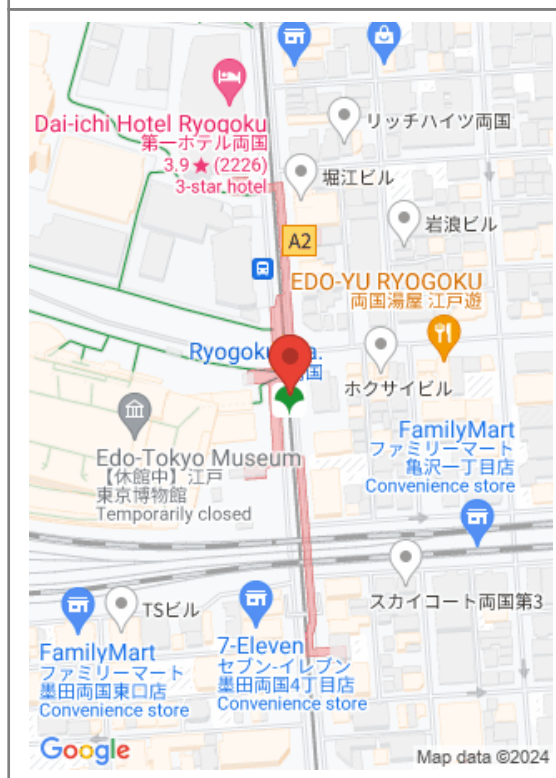 Dai-ichi Hotel Ryogoku
第一ホテル両国
3.9 ★ (2226)
3-star hotel
リッチハイツ両国
堀江ビル
岩浪ビル
A2
EDO-YU RYOGOKU
両国湯屋 江戸遊
ホクサイビル
Edo-Tokyo Museum
【休館中】江戸
東京博物館
Temporarily closed
FamilyMart
ファミリーマート
亀沢一丁目店
Convenience store
スカイコート両国第3
TSビル
FamilyMart
ファミリーマート
墨田両国東口店
Convenience store
7-Eleven
セブン-イレブン
墨田両国4丁目店
Convenience store
Google
Map data ©2024